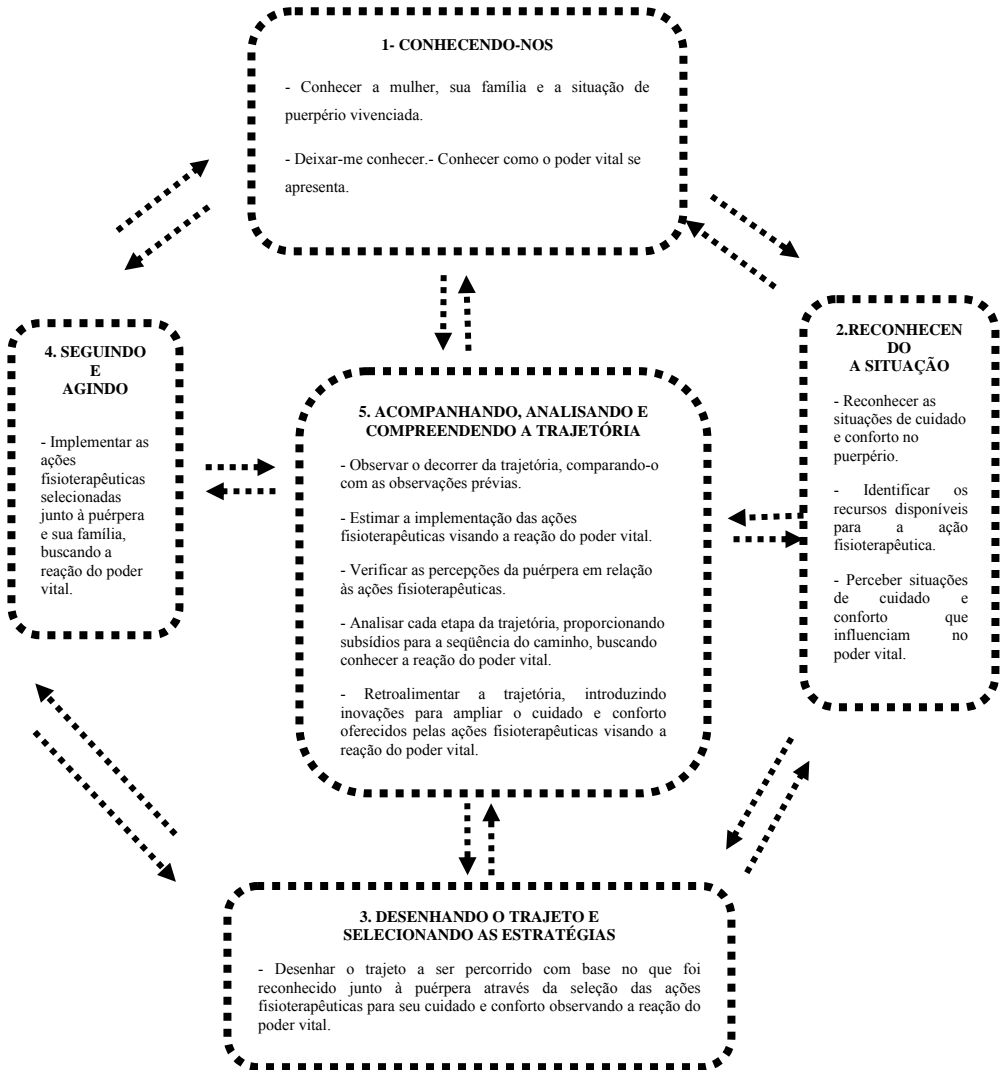 1- CONHECENDO-NOS
- Conhecer a mulher, sua família e a situação de
puerpério vivenciada.
- Deixar-me conhecer.- Conhecer como o poder vital se
apresenta.
2.RECONHECEN
DO
A SITUAÇÃO
- Reconhecer as
situações de cuidado
e conforto no
puerpério.
- Identificar os
recursos disponíveis
para a ação
fisioterapêutica.
- Perceber situações
de cuidado e
conforto que
influenciam no
poder vital.
4. SEGUINDO
E
AGINDO
- Implementar as
ações
fisioterapêuticas
selecionadas
junto à puérpera
e sua família,
buscando a
reação do poder
vital.
5. ACOMPANHANDO, ANALISANDO E
COMPREENDENDO A TRAJETÓRIA
- Observar o decorrer da trajetória, comparando-o
com as observações prévias.
- Estimar a implementação das ações
fisioterapêuticas visando a reação do poder vital.
- Verificar as percepções da puérpera em relação
às ações fisioterapêuticas.
- Analisar cada etapa da trajetória, proporcionando
subsídios para a seqüência do caminho, buscando
conhecer a reação do poder vital.
- Retroalimentar a trajetória, introduzindo
inovações para ampliar o cuidado e conforto
oferecidos pelas ações fisioterapêuticas visando a
reação do poder vital.
3. DESENHANDO O TRAJETO E
SELECIONANDO AS ESTRATÉGIAS
- Desenhar o trajeto a ser percorrido com base no que foi
reconhecido junto à puérpera através da seleção das ações
fisioterapêuticas para seu cuidado e conforto observando a reação do
poder vital.